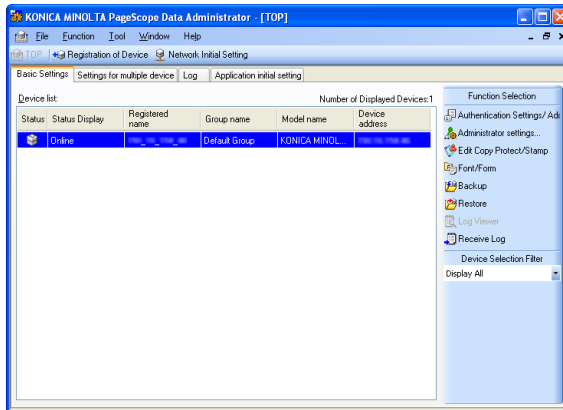 KONICA MINOLTA PageScope Data Administrator - [TOP]
File Function Tool Window Help
TOP Registration of Device Network Initial Setting
Basic Settings Settings for multiple device Log Application initial setting
Device list: Number of Displayed Devices:1
Status Status Display Registered name Group name Model name Device address
Online Default Group KONICA MINOL...
Function Selection
Authentication Settings/ Add
Administrator settings...
Edit Copy Protect/Stamp
Font/Form
Backup
Restore
Log Viewer
Receive Log
Device Selection Filter
Display All